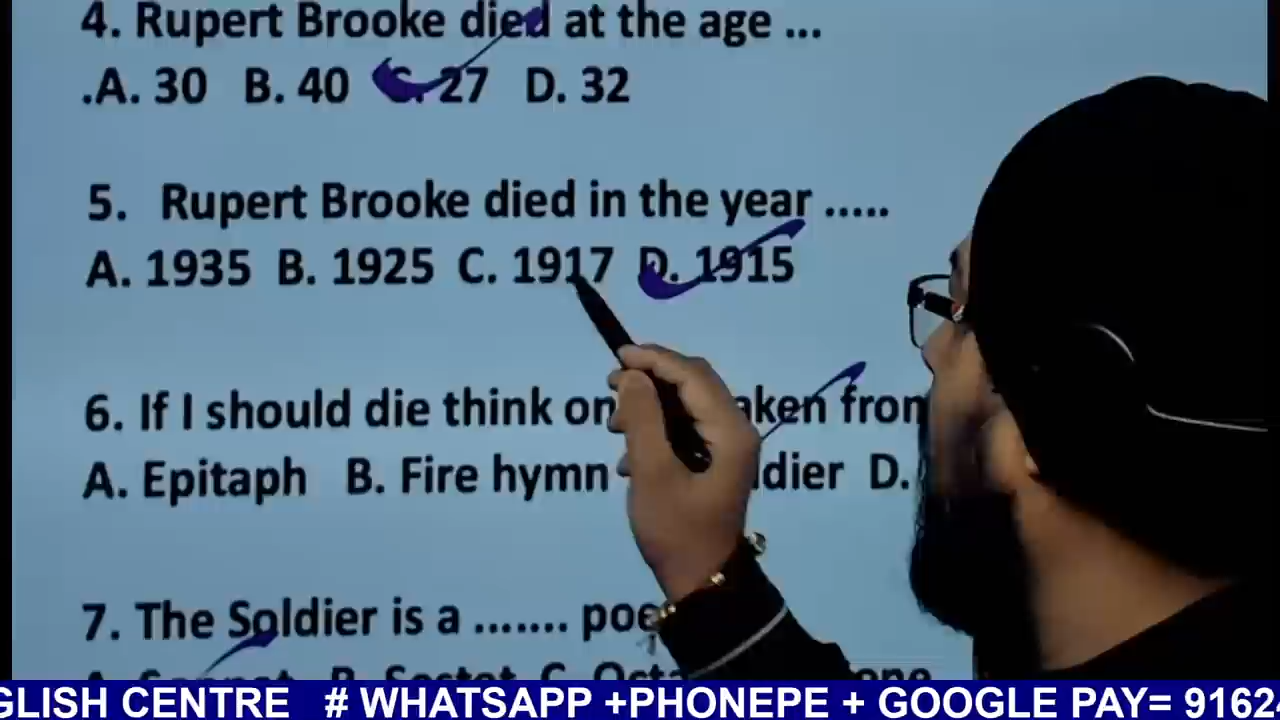 4. Rupert Brooke died at the age ...
.A. 30 B. 40 C. 27 D. 32
5. Rupert Brooke died in the year .....
A. 1935 B. 1925 C. 1917 D. 1915
6. If I should die think on
A. Epitaph B. Fire hymn D.
7. The Soldier is a ....... poe
GLISH CENTRE # WHATSAPP +PHONEPE + GOOGLE PAY= 9162